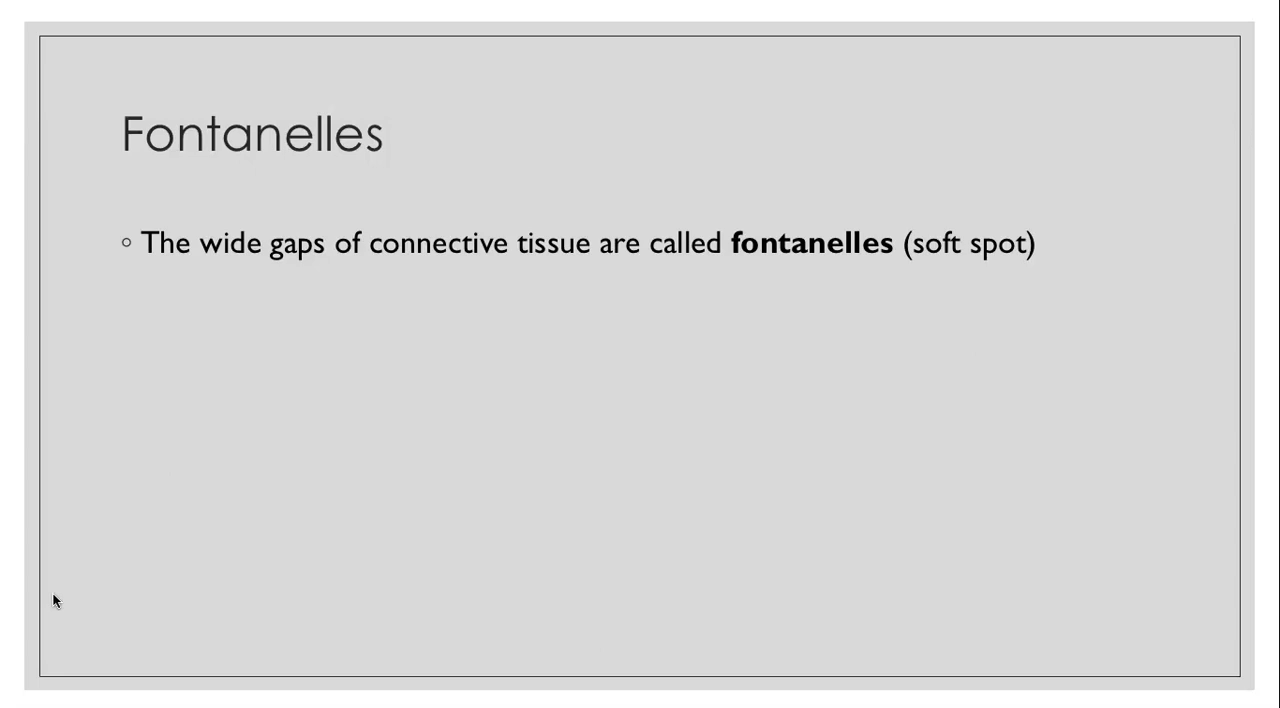 Fontanelles
◦ The wide gaps of connective tissue are called fontanelles (soft spot)